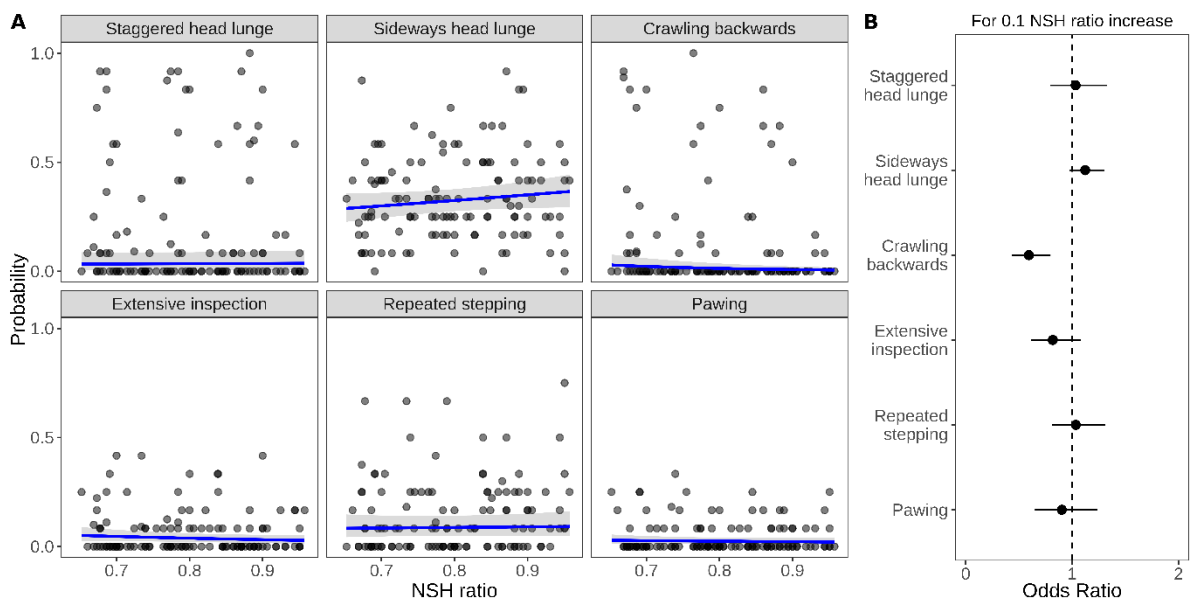 A
Staggered head lunge
Sideways head lunge
Crawling backwards
1.0
0.5
0.0
Probability
Extensive inspection
Repeated stepping
Pawing
1.0
0.5
0.0
0.7 0.8 0.9
0.7 0.8 0.9
0.7 0.8 0.9
NSH ratio
B
For 0.1 NSH ratio increase
Staggered
head lunge
Sideways
head lunge
Crawling
backwards
Extensive
inspection
Repeated
stepping
Pawing
0 1 2
Odds Ratio